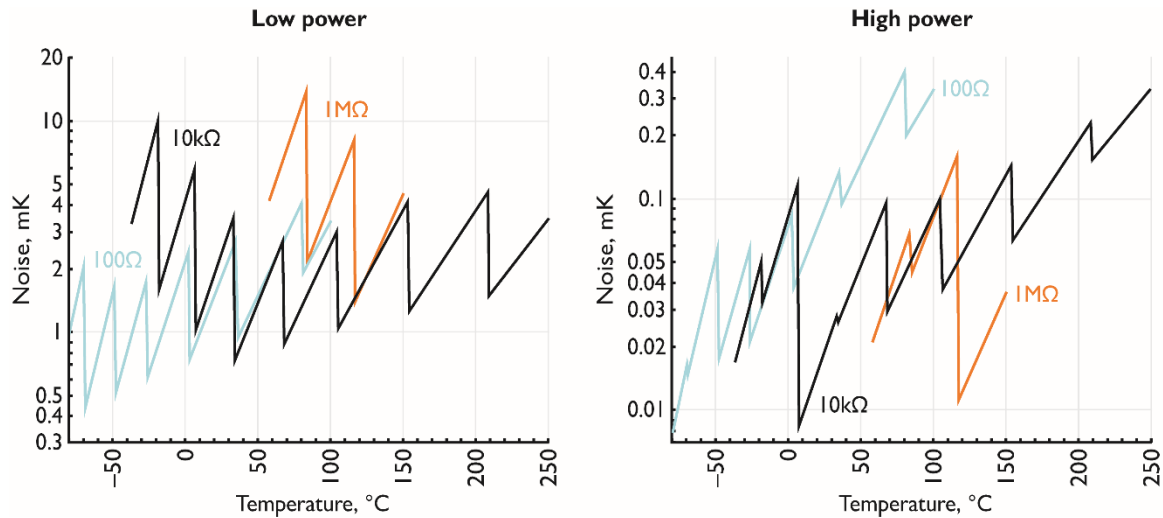 Low power
High power
Noise, mK
20
10
5
4
3
2
1
0.5
0.4
0.3
10kΩ
1MΩ
100Ω
−50
0
50
100
150
200
250
Temperature, °C
Noise, mK
0.4
0.3
0.2
0.1
0.05
0.04
0.03
0.02
0.01
100Ω
1MΩ
10kΩ
−50
0
50
100
150
200
250
Temperature, °C